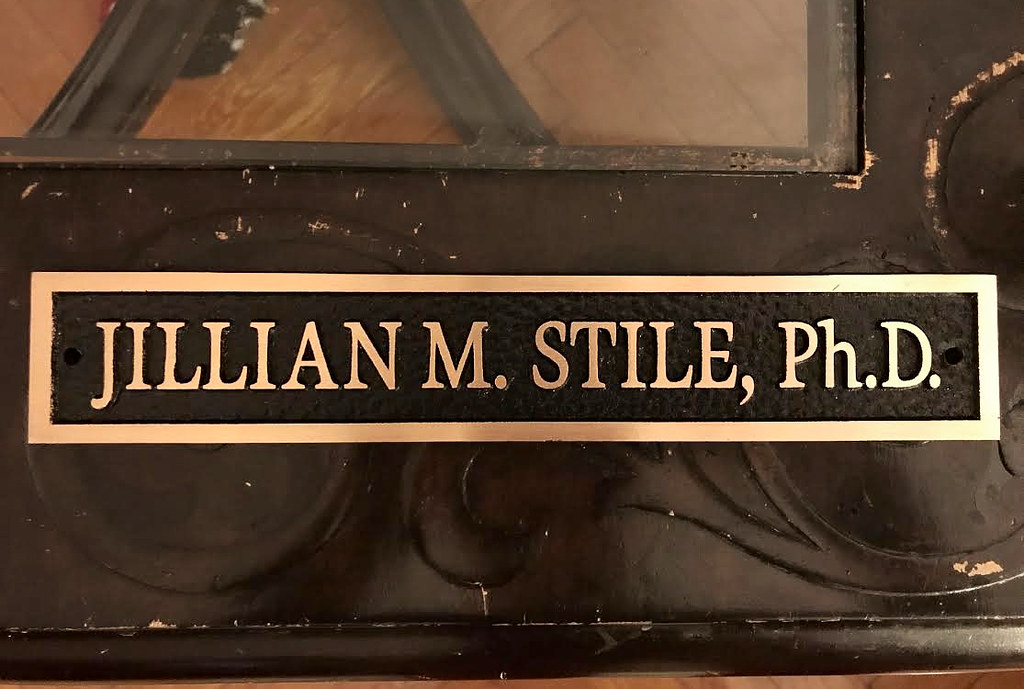 JILLIAN M. STILE, Ph.D.